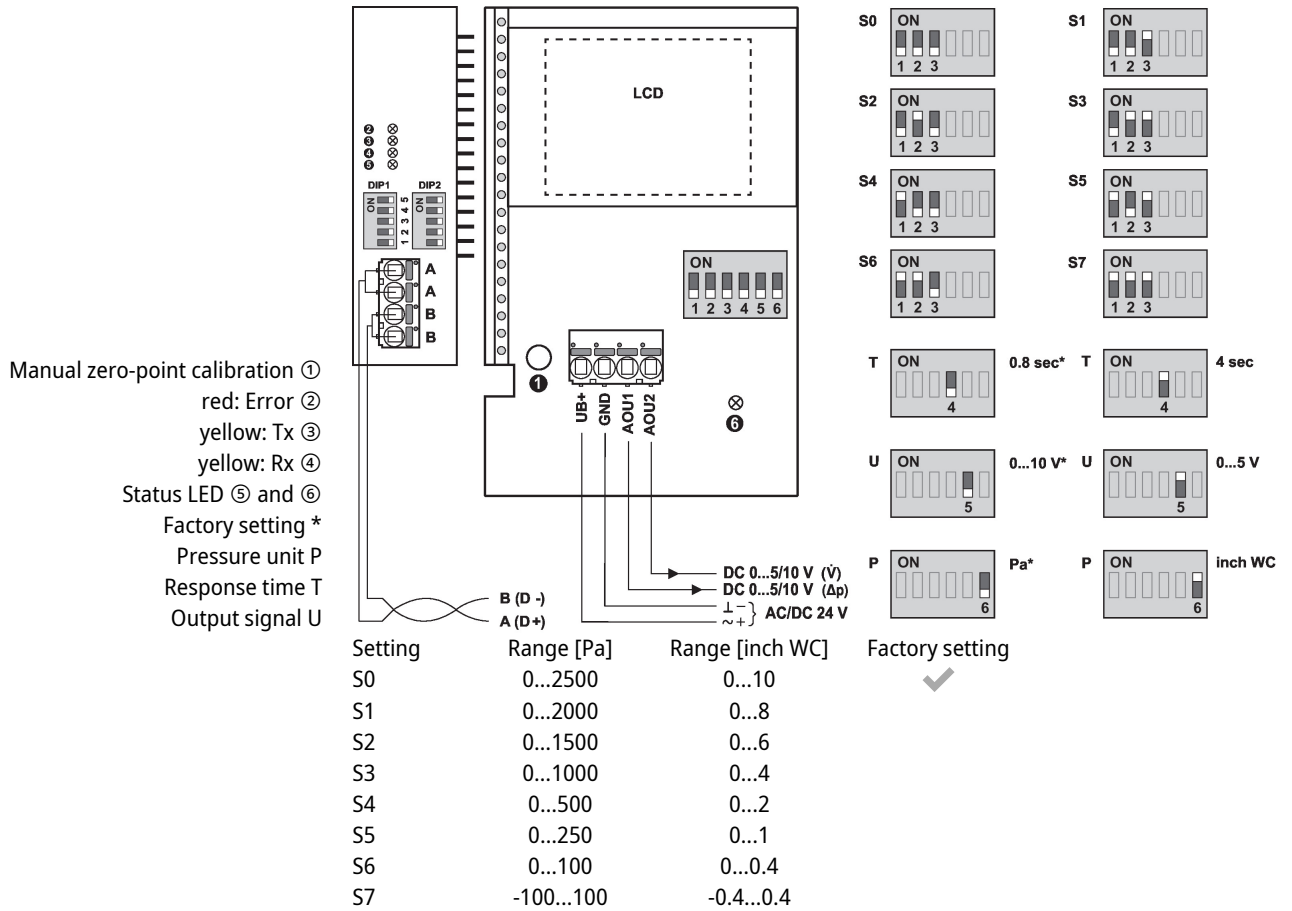 S0 ON 1 2 3
S1 ON 1 2 3
LCD
S2 ON 1 2 3
S3 ON 1 2 3
❷
❸
❹
❺
DIP1 DIP2
ON 1 2 3 4 5 ON
S4 ON 1 2 3
S5 ON 1 2 3
A
A
B
B
ON
1 2 3 4 5 6
S6 ON 1 2 3
S7 ON 1 2 3
❶
UB+
GND
AOU1
AOU2
❻
Manual zero-point calibration ①
red: Error ②
yellow: Tx ③
yellow: Rx ④
Status LED ⑤ and ⑥
Factory setting *
Pressure unit P
Response time T
Output signal U
T ON 4 0.8 sec*
T ON 4 4 sec
U ON 5 0...10 V*
U ON 5 0...5 V
P ON 6 Pa*
P ON 6 inch WC
DC 0...5/10 V (V̇)
DC 0...5/10 V (Δp)
⊥ −
~ + } AC/DC 24 V
B (D -)
A (D+)
Setting Range [Pa] Range [inch WC] Factory setting
S0 0...2500 0...10 ✔
S1 0...2000 0...8
S2 0...1500 0...6
S3 0...1000 0...4
S4 0...500 0...2
S5 0...250 0...1
S6 0...100 0...0.4
S7 -100...100 -0.4...0.4